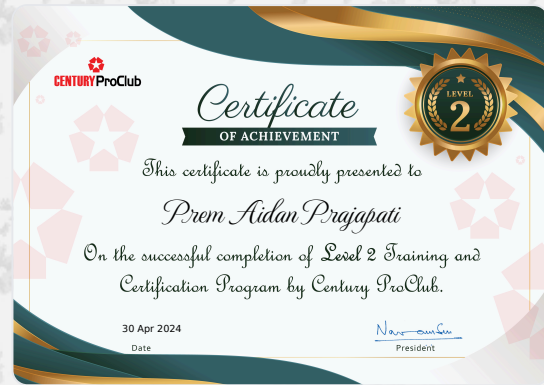 CENTURY ProClub
LEVEL
2
Certificate
OF ACHIEVEMENT
This certificate is proudly presented to
Prem Aidan Prajapati
On the successful completion of Level 2 Training and
Certification Program by Century ProClub.
30 Apr 2024
Date
President